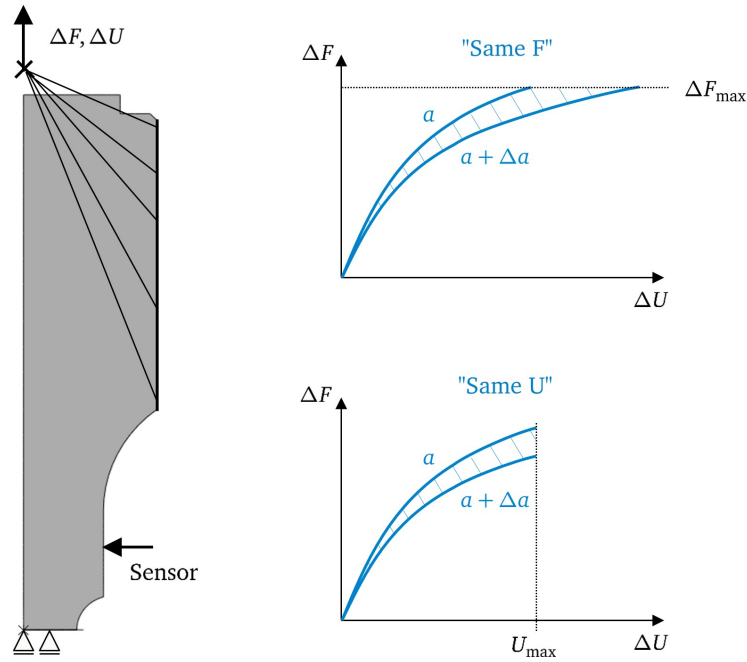 ΔF, ΔU
Sensor
"Same F"
ΔF
ΔF_max
a
a + Δa
ΔU
"Same U"
ΔF
a
a + Δa
U_max
ΔU